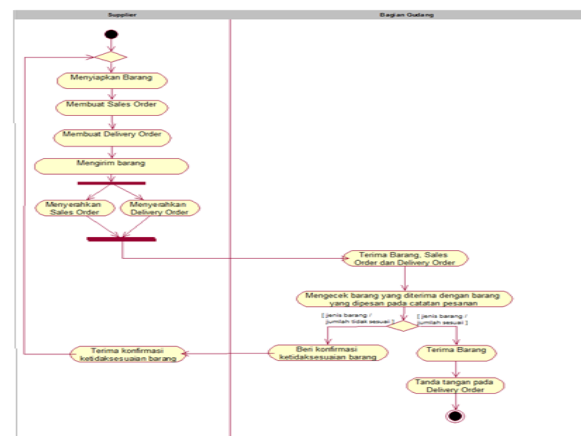 Supplier
Bagian Gudang
Menyiapkan Barang
Membuat Sales Order
Membuat Delivery Order
Mengirim barang
Menyerahkan
Sales Order
Menyerahkan
Delivery Order
Terima Barang, Sales
Order dan Delivery Order
Mengecek barang yang diterima dengan barang
yang dipesan pada catatan pesanan
[ jenis barang /
jumlah tidak sesuai ]
[ jenis barang /
jumlah sesuai ]
Beri konfirmasi
ketidaksesuaian barang
Terima Barang
Terima konfirmasi
ketidaksesuaian barang
Tanda tangan pada
Delivery Order